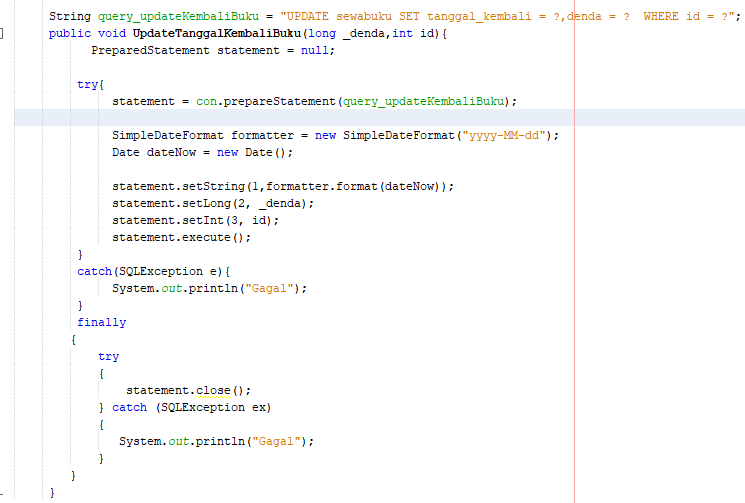 String query_updateKembaliBuku = "UPDATE sewabuku SET tanggal_kembali = ?,denda = ?  WHERE id = ?";
public void UpdateTanggalKembaliBuku(long _denda,int id){
PreparedStatement statement = null;
try{
statement = con.prepareStatement(query_updateKembaliBuku);
SimpleDateFormat formatter = new SimpleDateFormat("yyyy-MM-dd");
Date dateNow = new Date();
statement.setString(1,formatter.format(dateNow));
statement.setLong(2, _denda);
statement.setInt(3, id);
statement.execute();
}
catch(SQLException e){
System.out.println("Gagal");
}
finally
{
try
{
statement.close();
} catch (SQLException ex)
{
System.out.println("Gagal");
}
}
}